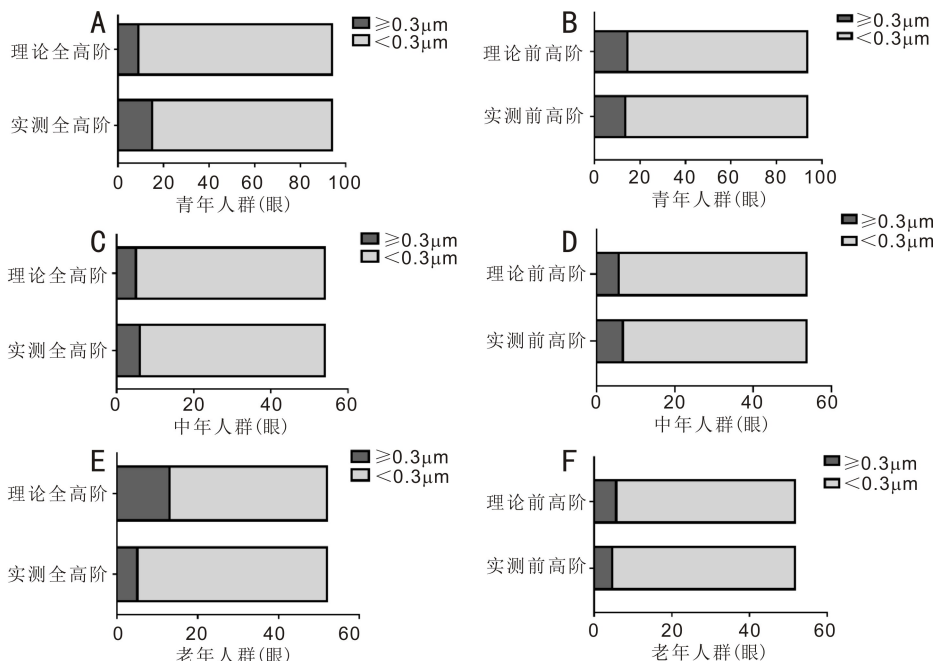 A
≥0.3μm
<0.3μm
理论全高阶
实测全高阶
0 20 40 60 80 100
青年人群(眼)
B
≥0.3μm
<0.3μm
理论前高阶
实测前高阶
0 20 40 60 80 100
青年人群(眼)
C
≥0.3μm
<0.3μm
理论全高阶
实测全高阶
0 20 40 60
中年人群(眼)
D
≥0.3μm
<0.3μm
理论前高阶
实测前高阶
0 20 40 60
中年人群(眼)
E
≥0.3μm
<0.3μm
理论全高阶
实测全高阶
0 20 40 60
老年人群(眼)
F
≥0.3μm
<0.3μm
理论前高阶
实测前高阶
0 20 40 60
老年人群(眼)